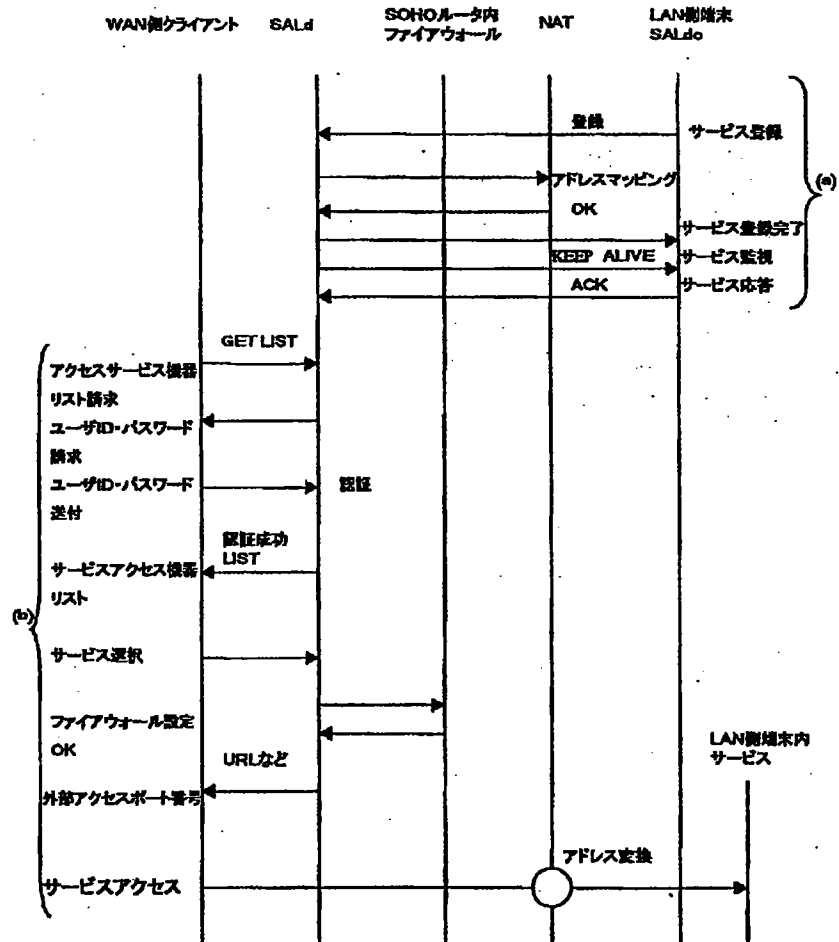 WAN側クライアント
SALd
SOHOルータ内
ファイアウォール
NAT
LAN側端末
SALdo
登録
サービス登録
アドレスマッピング
(a)
OK
サービス登録完了
KEEP ALIVE
サービス監視
ACK
サービス応答
GET LIST
アクセスサービス機器
リスト請求
ユーザID・パスワード
請求
ユーザID・パスワード
送付
認証
認証成功
LIST
サービスアクセス機器
リスト
(b)
サービス選択
ファイアウォール設定
OK
URLなど
外部アクセスポート番号
LAN側端末内
サービス
アドレス変換
サービスアクセス